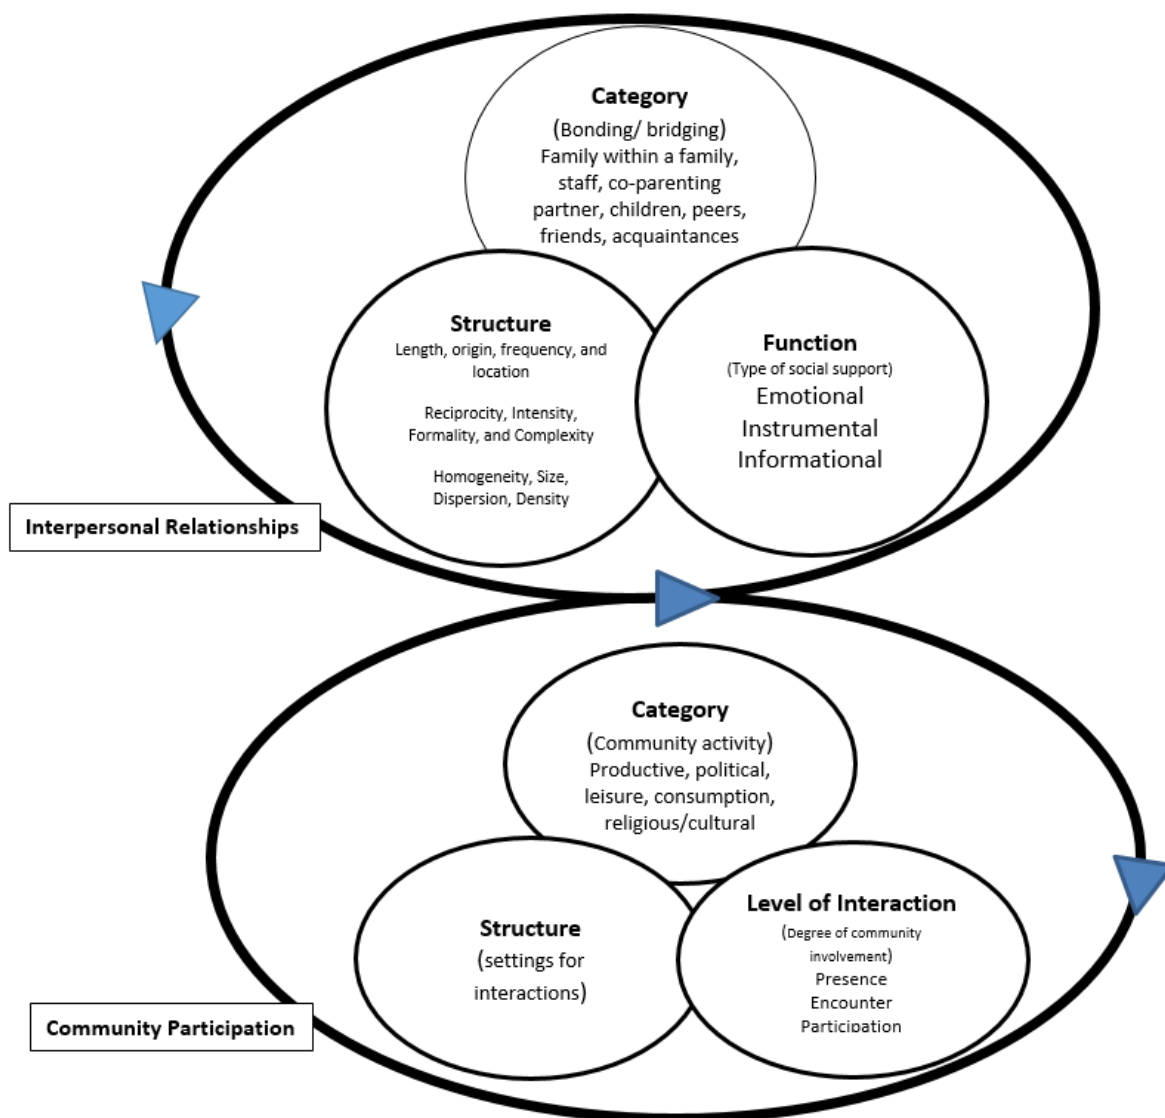 Category
(Bonding/ bridging)
Family within a family,
staff, co-parenting
partner, children, peers,
friends, acquaintances
Structure
Length, origin, frequency, and
location
Reciprocity, Intensity,
Formality, and Complexity
Homogeneity, Size,
Dispersion, Density
Function
(Type of social support)
Emotional
Instrumental
Informational
Interpersonal Relationships
Category
(Community activity)
Productive, political,
leisure, consumption,
religious/cultural
Structure
(settings for
interactions)
Level of Interaction
(Degree of community
involvement)
Presence
Encounter
Participation
Community Participation